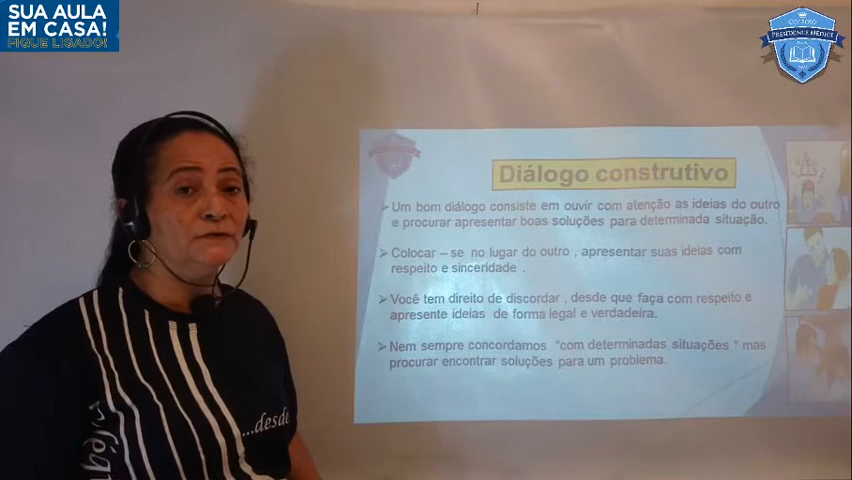 SUA AULA
EM CASA!
FIQUE LIGADO!
COLÉGIO
PRESIDENTE MÉDICI
Diálogo construtivo
➢Um bom diálogo consiste em ouvir com atenção as ideias do outro
e procurar apresentar boas soluções para determinada situação.
➢Colocar – se no lugar do outro , apresentar suas ideias com
respeito e sinceridade .
➢Você tem direito de discordar , desde que faça com respeito e
apresente ideias de forma legal e verdadeira.
➢Nem sempre concordamos "com determinadas situações " mas
procurar encontrar soluções para um problema.
...desde